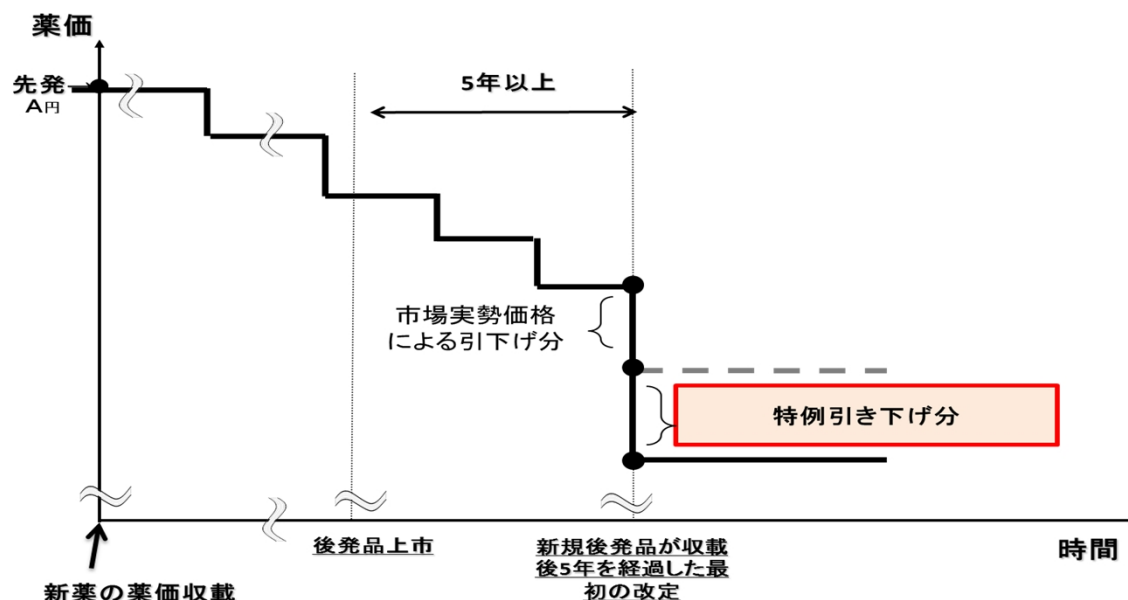 薬価
先発
A円
5年以上
市場実勢価格
による引下げ分
特例引き下げ分
後発品上市
新規後発品が収載
後5年を経過した最
初の改定
時間
新薬の薬価収載